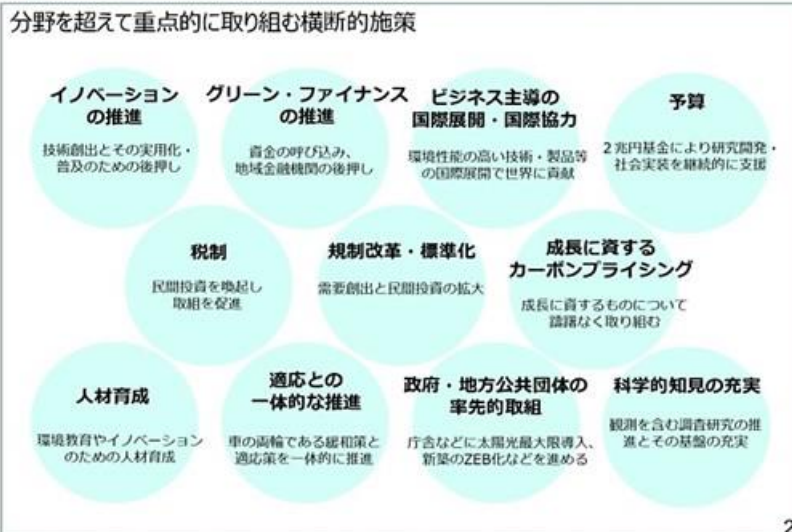 分野を超えて重点的に取り組む横断的施策
イノベーション
の推進
技術創出とその実用化・
普及のための後押し
グリーン・ファイナンス
の推進
資金の呼び込み、
地域金融機関の後押し
ビジネス主導の
国際展開・国際協力
環境性能の高い技術・製品等
の国際展開で世界に貢献
予算
2兆円基金により研究開発・
社会実装を継続的に支援
税制
民間投資を喚起し
取組を促進
規制改革・標準化
需要創出と民間投資の拡大
成長に資する
カーボンプライシング
成長に資するものについて
躊躇なく取り組む
人材育成
環境教育やイノベーション
のための人材育成
適応との
一体的な推進
車の両輪である緩和策と
適応策を一体的に推進
政府・地方公共団体の
率先的取組
庁舎などに太陽光最大限導入、
新築のZEB化などを進める
科学的知見の充実
観測を含む調査研究の推
進とその基盤の充実
2